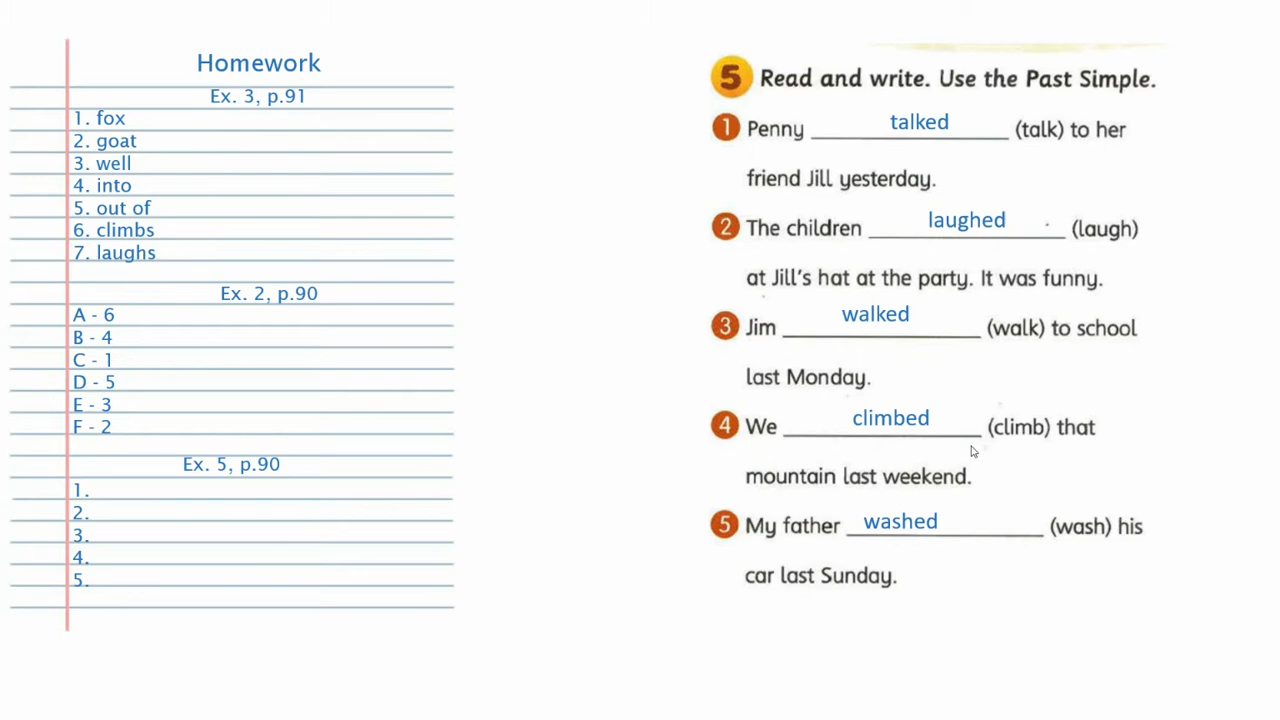 Homework
Ex. 3, p.91
1. fox
2. goat
3. well
4. into
5. out of
6. climbs
7. laughs
Ex. 2, p.90
A - 6
B - 4
C - 1
D - 5
E - 3
F - 2
Ex. 5, p.90
1.
2.
3.
4.
5.
5 Read and write. Use the Past Simple.
1 Penny talked (talk) to her
friend Jill yesterday.
2 The children laughed (laugh)
at Jill's hat at the party. It was funny.
3 Jim walked (walk) to school
last Monday.
4 We climbed (climb) that
mountain last weekend.
5 My father washed (wash) his
car last Sunday.